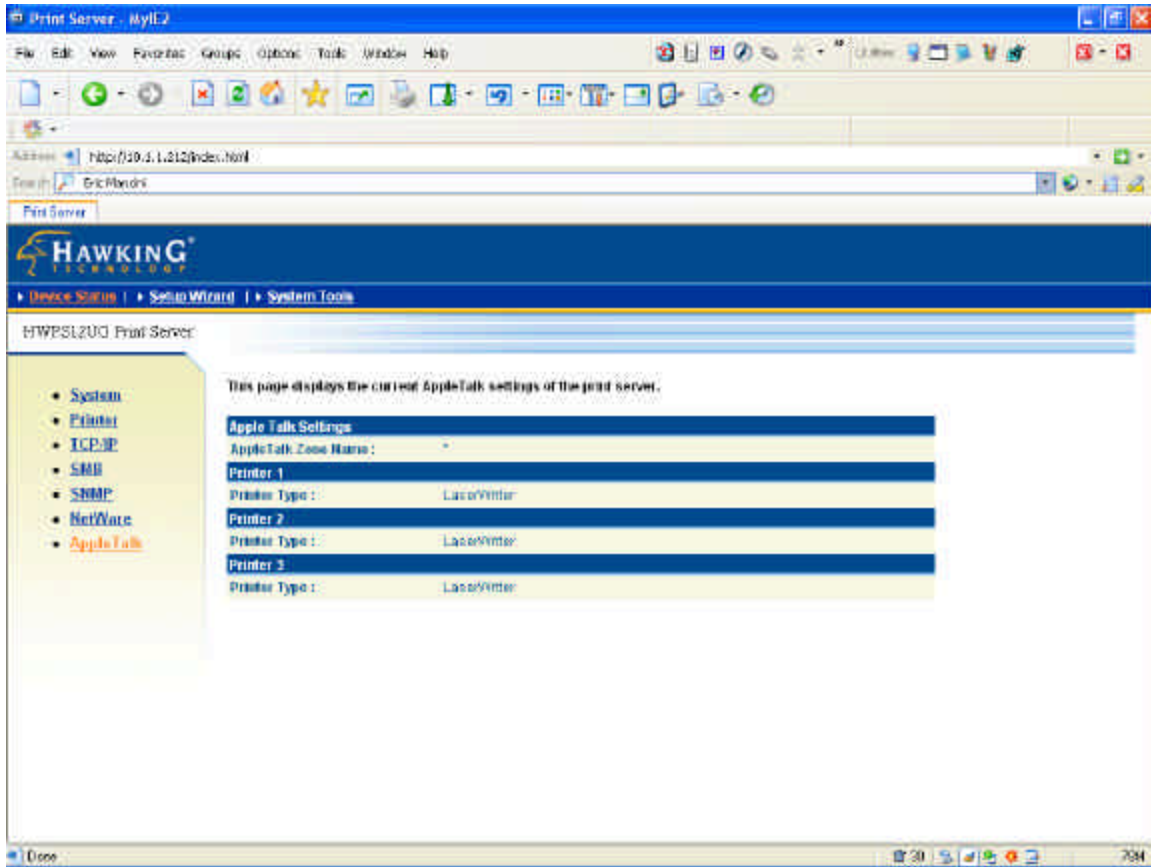 Print Server - MyIE2
File Edit View Favorites Groups Options Tools Window Help
Address http://10.1.1.212/index.html
Search Eric Mandri
Print Server
HAWKING
TECHNOLOGY
Device Status | Setup Wizard | System Tools
Print Server
System
Printer
TCP/IP
SMB
SNMP
NetWare
AppleTalk
This page displays the current AppleTalk settings of the print server.
Apple Talk Settings
AppleTalk Zone Name : *
Printer 1
Printer Type : LaserWriter
Printer 2
Printer Type : LaserWriter
Printer 3
Printer Type : LaserWriter
Done